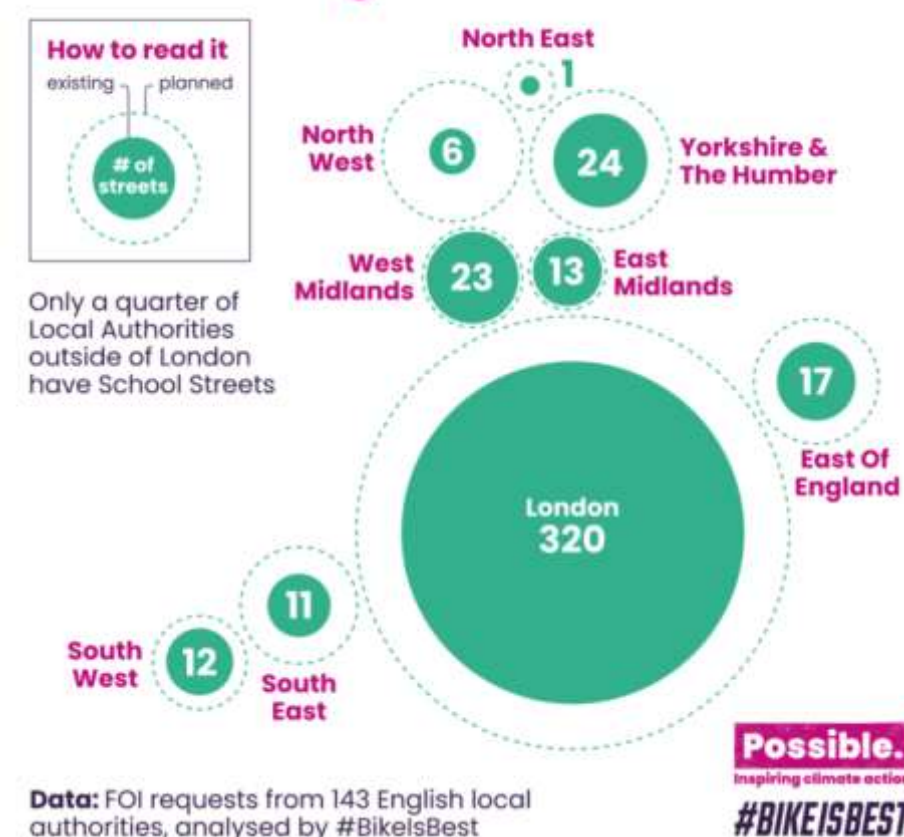 How to read it
existing
planned
# of
streets
Only a quarter of
Local Authorities
outside of London
have School Streets
North East
1
North
West
6
24
Yorkshire &
The Humber
West
Midlands
23
13
East
Midlands
17
East Of
England
London
320
11
South
East
South
West
12
Possible.
Inspiring climate action
#BIKEISBEST
Data: FOI requests from 143 English local
authorities, analysed by #BikeIsBest